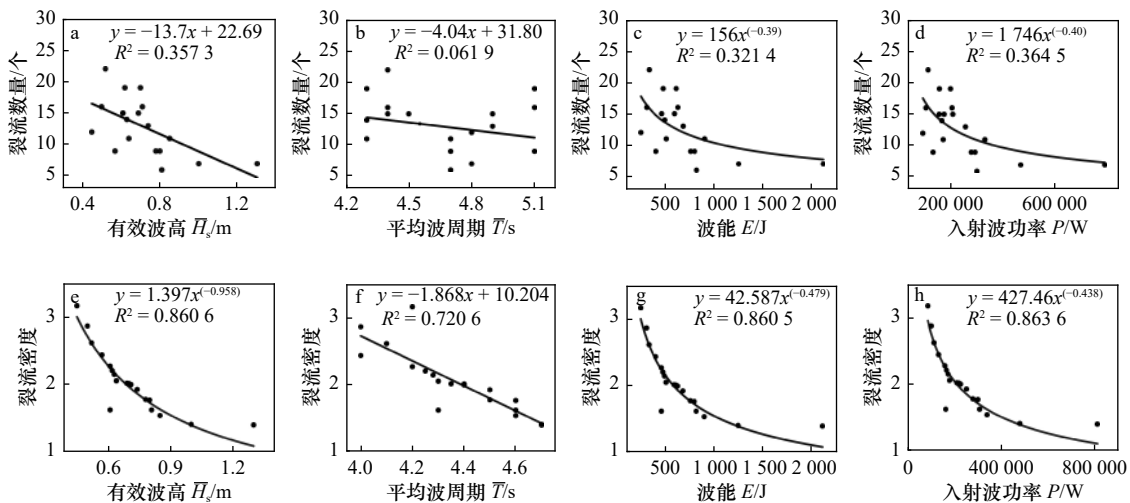 a
y = −13.7x + 22.69
R² = 0.357 3
裂流数量/个
30
25
20
15
10
5
0.4 0.8 1.2
有效波高 H̅s/m
b
y = −4.04x + 31.80
R² = 0.061 9
裂流数量/个
30
25
20
15
10
5
4.2 4.5 4.8 5.1
平均波周期 T̅/s
c
y = 156x^(−0.39)
R² = 0.321 4
裂流数量/个
30
25
20
15
10
5
500 1 000 1 500 2 000
波能 E/J
d
y = 1 746x^(−0.40)
R² = 0.364 5
裂流数量/个
30
25
20
15
10
5
200 000 600 000
入射波功率 P/W
e
y = 1.397x^(−0.958)
R² = 0.860 6
裂流密度
3
2
1
0.6 0.9 1.2
有效波高 H̅s/m
f
y = −1.868x + 10.204
R² = 0.720 6
裂流密度
3
2
1
4.0 4.2 4.4 4.6
平均波周期 T̅/s
g
y = 42.587x^(−0.479)
R² = 0.860 5
裂流密度
3
2
1
500 1 000 1 500 2 000
波能 E/J
h
y = 427.46x^(−0.438)
R² = 0.863 6
裂流密度
3
2
1
0 400 000 800 000
入射波功率 P/W